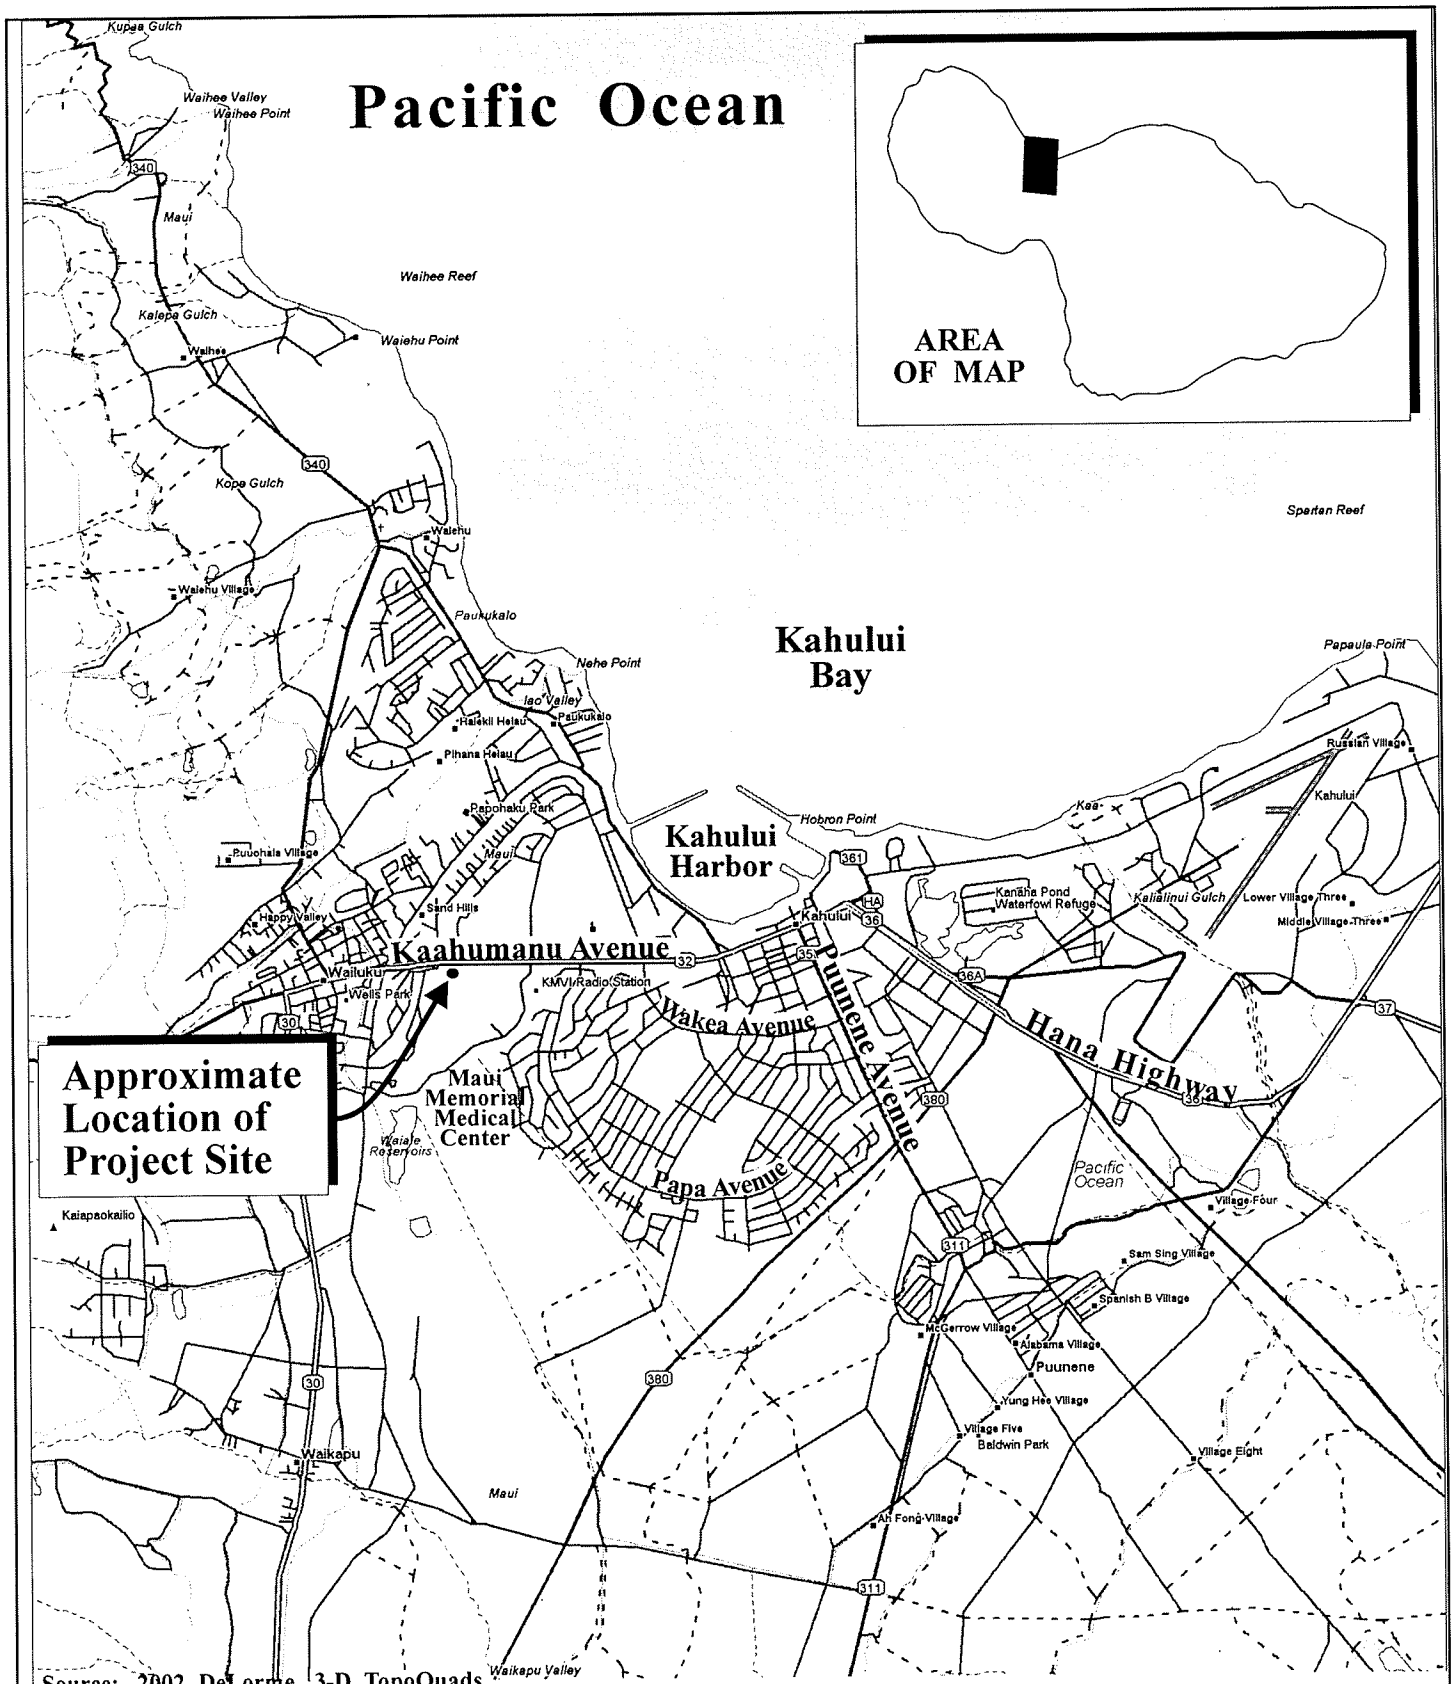 Kupaa Gulch
Pacific Ocean
Waihee Valley
Waihee Point
340
Maui
Waihee Reef
Kalepa Gulch
Waiehu Point
Waihee
AREA
OF MAP
340
Kopa Gulch
Spartan Reef
Waiehu
Waiehu Village
Paukukalo
Kahului
Bay
Nehe Point
Papaula Point
Iao Valley
Halekii Heiau
Paukukalo
Pihana Heiau
Russian Village
Kahului
Papohaku Park
Kaa
Hobron Point
Kahului
Harbor
Puuohala Village
Maui
361
Kanaha Pond
Waterfowl Refuge
Kalialinui Gulch
Lower Village Three
Middle Village Three
HA
36
Sand Hills
Happy Valley
Kahului
Kaahumanu Avenue
32
35
36A
Wailuku
KMVI Radio Station
Wells Park
30
Wakea Avenue
Puunene Avenue
Hana Highway
37
36
380
Approximate
Location of
Project Site
Maui
Memorial
Medical
Center
Waiale
Reservoirs
Papa Avenue
Pacific
Ocean
Village Four
Kaiapaokailio
311
Sam Sing Village
Spanish B Village
McGerrow Village
Alabama Village
Puunene
380
30
Yung Hee Village
Village Five
Baldwin Park
Village Eight
Waikapu
Maui
Ah Fong Village
311
Waikapu Valley
Source: 2002 DeLorme 3-D TopoQuads